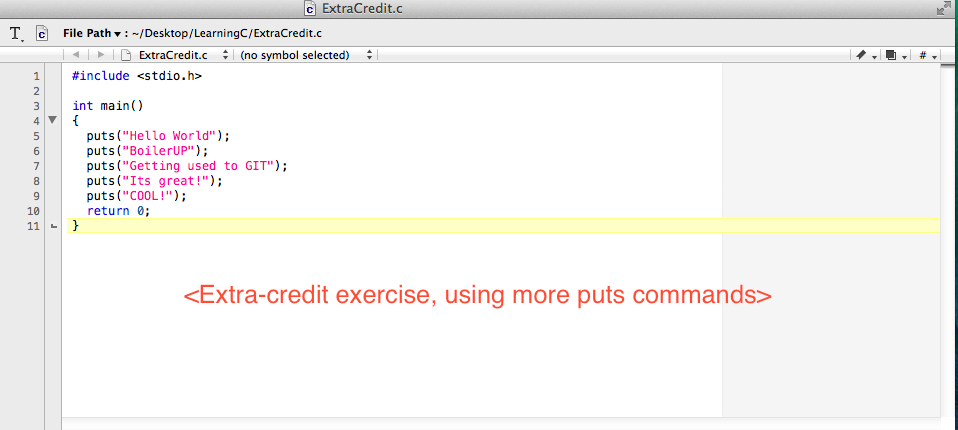 ExtraCredit.c
T c File Path : ~/Desktop/LearningC/ExtraCredit.c
ExtraCredit.c (no symbol selected) #
1 #include <stdio.h>
2
3 int main()
4 {
5 puts("Hello World");
6 puts("BoilerUP");
7 puts("Getting used to GIT");
8 puts("Its great!");
9 puts("COOL!");
10 return 0;
11 }
<Extra-credit exercise, using more puts commands>